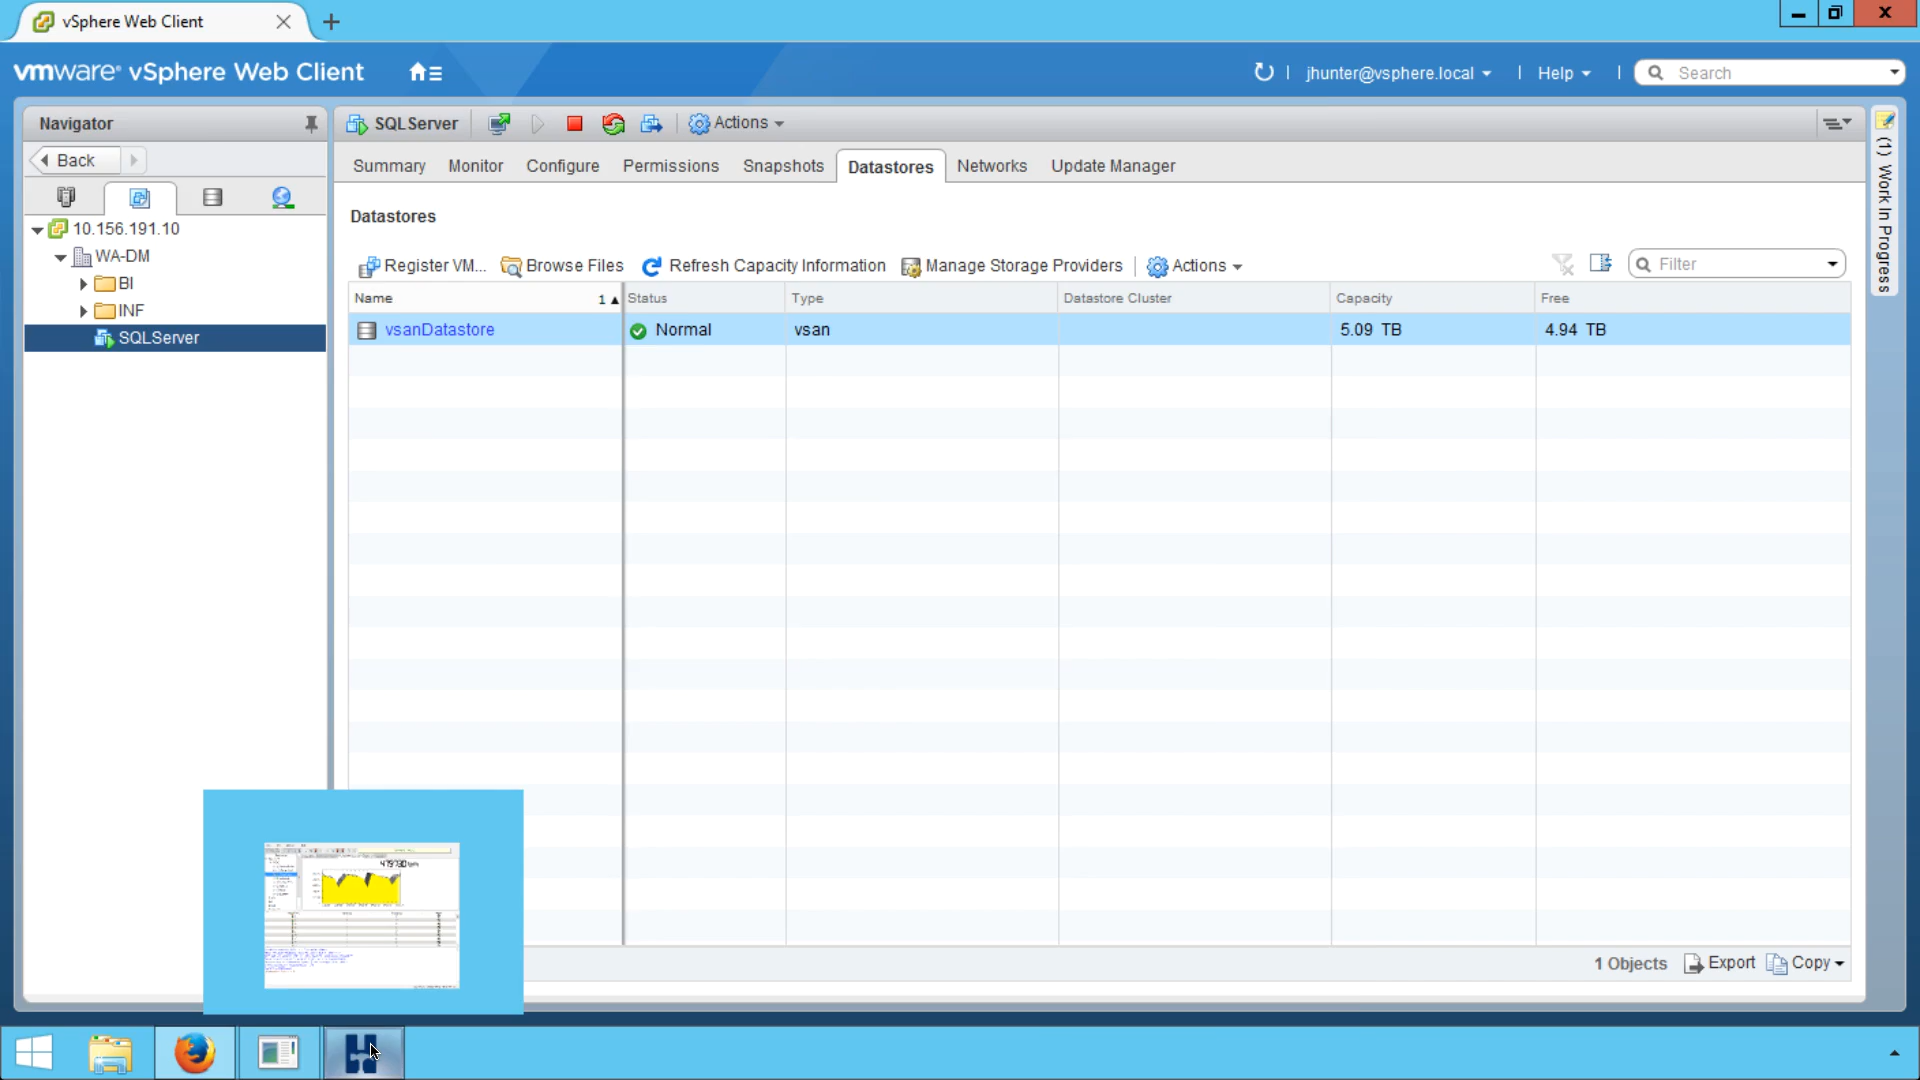 vSphere Web Client
vmware® vSphere Web Client
jhunter@vsphere.local
Help
Search
Navigator
Back
10.156.191.10
WA-DM
BI
INF
SQLServer
SQLServer
Actions
Summary
Monitor
Configure
Permissions
Snapshots
Datastores
Networks
Update Manager
Datastores
Register VM...
Browse Files
Refresh Capacity Information
Manage Storage Providers
Actions
Filter
Name 1
Status
Type
Datastore Cluster
Capacity
Free
vsanDatastore
Normal
vsan
5.09 TB
4.94 TB
1 Objects
Export
Copy
(1) Work In Progress